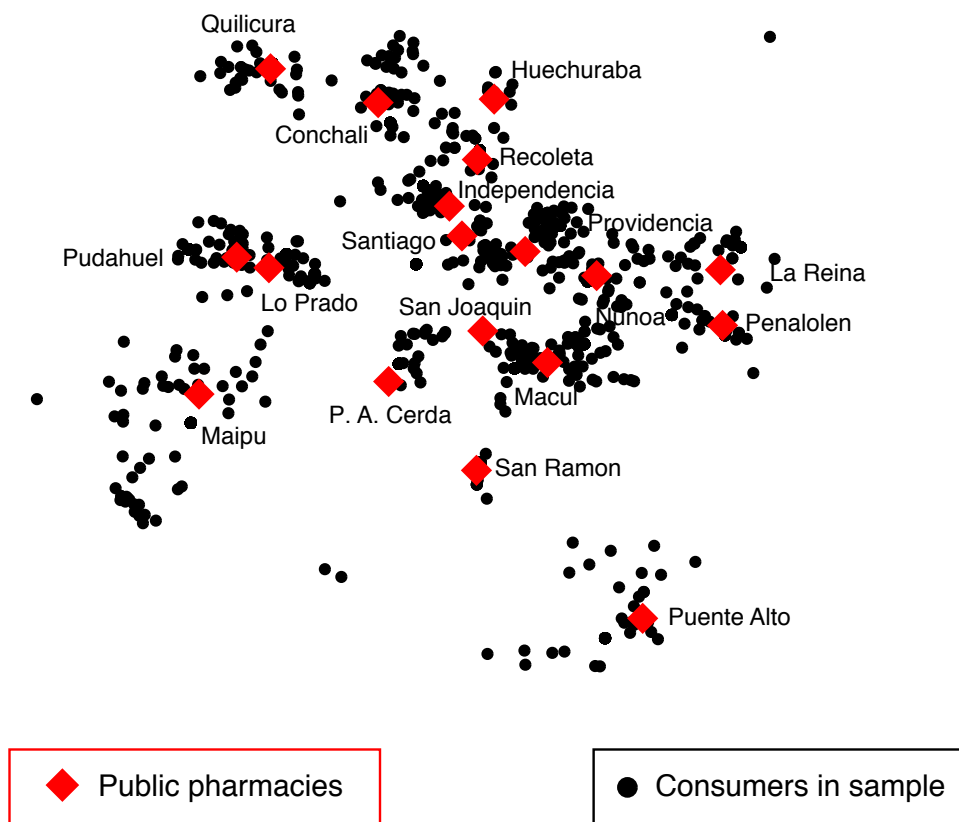 Quilicura
Huechuraba
Conchali
Recoleta
Independencia
Providencia
Santiago
Pudahuel
La Reina
Lo Prado
San Joaquin
Nunoa
Penalolen
Macul
P. A. Cerda
Maipu
San Ramon
Puente Alto
Public pharmacies
Consumers in sample